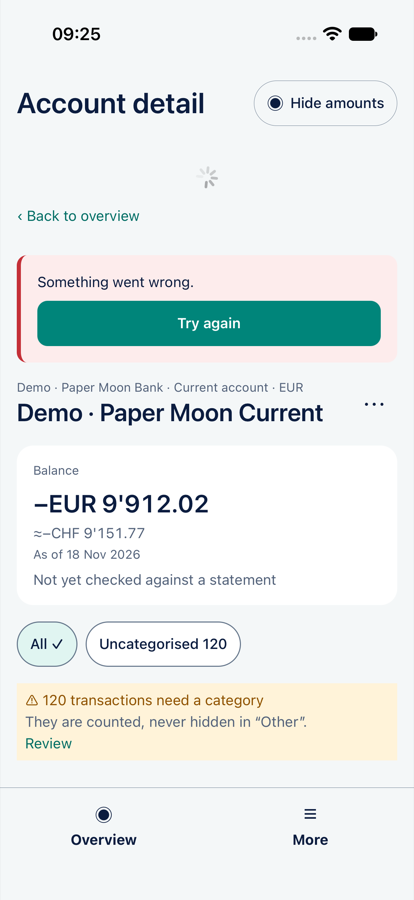 09:25
Account detail
Hide amounts
‹ Back to overview
Something went wrong.
Try again
Demo · Paper Moon Bank · Current account · EUR
Demo · Paper Moon Current
Balance
−EUR 9'912.02
≈−CHF 9'151.77
As of 18 Nov 2026
Not yet checked against a statement
All ✓
Uncategorised 120
⚠ 120 transactions need a category
They are counted, never hidden in “Other”.
Review
Overview
More